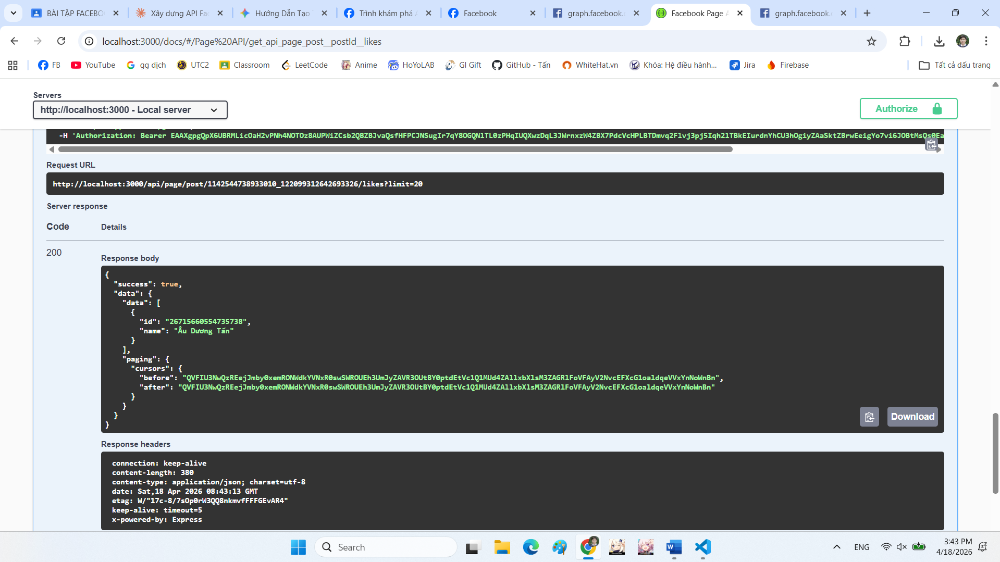 BÀI TẬP FACEBO
Xây dựng API Fac
Hướng Dẫn Tạo
Trình khám phá A
Facebook
graph.facebook.c
Facebook Page A
graph.facebook.c
localhost:3000/docs/#/Page%20API/get_api_page_post__postId__likes
FB
YouTube
gg dịch
UTC2
Classroom
LeetCode
Anime
HoYoLAB
GI Gift
GitHub - Tấn
WhiteHat.vn
Khóa: Hệ điều hành...
Jira
Firebase
Tất cả dấu trang
Servers
http://localhost:3000 - Local server
Authorize
-H 'Authorization: Bearer
Request URL
http://localhost:3000/api/page/post/1142544738933010_122099312642693326/likes?limit=20
Server response
Code Details
200
Response body
{
"success": true,
"data": {
"data": [
{
"id": "26715660554735738",
"name": "Âu Dương Tấn"
}
],
"paging": {
"cursors": {
"before":
"after":
}
}
}
}
Download
Response headers
connection: keep-alive
content-length: 380
content-type: application/json; charset=utf-8
date: Sat,18 Apr 2026 08:43:13 GMT
etag: W/"17c-8/7sOp0rW3QQ8nkmvfFFFGEvAR4"
keep-alive: timeout=5
x-powered-by: Express
Search
ENG
3:43 PM
4/18/2026